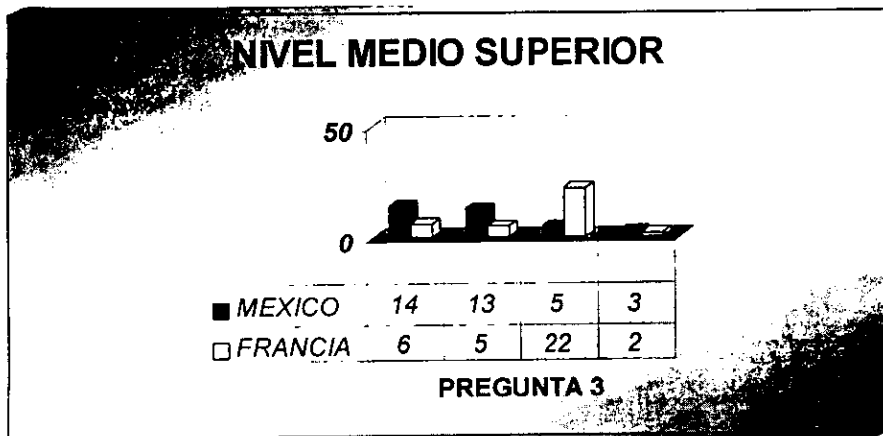 NIVEL MEDIO SUPERIOR
50
0
MEXICO 14 13 5 3
FRANCIA 6 5 22 2
PREGUNTA 3